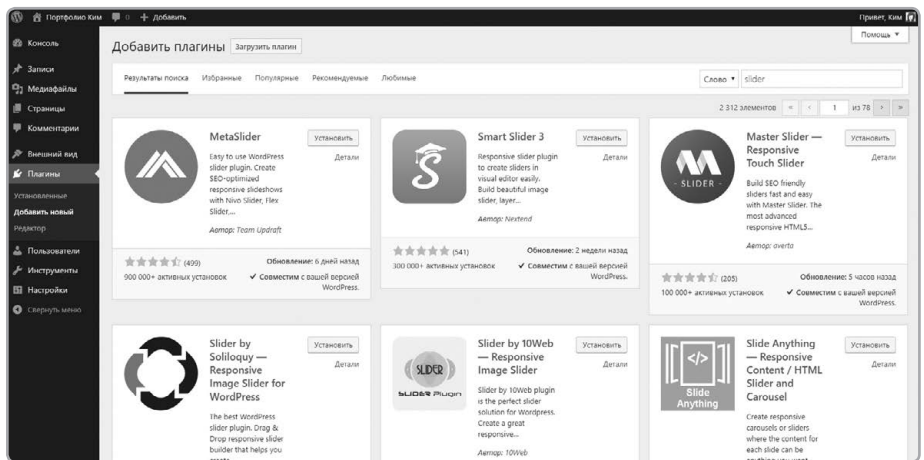 Портфолио Ким 0 Добавить Привет, Ким
Консоль
Записи
Медиафайлы
Страницы
Комментарии
Внешний вид
Плагины
Установленные
Добавить новый
Редактор
Пользователи
Инструменты
Настройки
Свернуть меню
Помощь
Добавить плагины Загрузить плагин
Результаты поиска Избранные Популярные Рекомендуемые Любимые Слово slider
2 312 элементов « ‹ 1 из 78 › »
MetaSlider
Установить
Детали
Easy to use WordPress
slider plugin. Create
SEO-optimized
responsive slideshows
with Nivo Slider, Flex
Slider,...
Автор: Team Updraft
(499)
Обновление: 6 дней назад
900 000+ активных установок
✔ Совместим с вашей версией
WordPress.
Smart Slider 3
Установить
Детали
Responsive slider plugin
to create sliders in
visual editor easily.
Build beautiful image
slider, layer...
Автор: Nextend
(541)
Обновление: 2 недели назад
300 000+ активных установок
✔ Совместим с вашей версией
WordPress.
- SLIDER -
Master Slider —
Responsive
Touch Slider
Установить
Детали
Build SEO friendly
sliders fast and easy
with Master Slider. The
most advanced
responsive HTML5...
Автор: averta
(205)
Обновление: 5 часов назад
100 000+ активных установок
✔ Совместим с вашей версией
WordPress.
Slider by
Soliloquy —
Responsive
Image Slider for
WordPress
Установить
Детали
The best WordPress
slider plugin. Drag &
Drop responsive slider
builder that helps you
create
SLIDER
SLIDER Plugin
Slider by 10Web
— Responsive
Image Slider
Установить
Детали
Slider by 10Web plugin
is the perfect slider
solution for Wordpress.
Create a great
responsive...
Автор: 10Web
</>
Slide
Anything
Slide Anything
— Responsive
Content / HTML
Slider and
Carousel
Установить
Детали
Create responsive
carousels or sliders
where the content for
each slide can be
anything you want